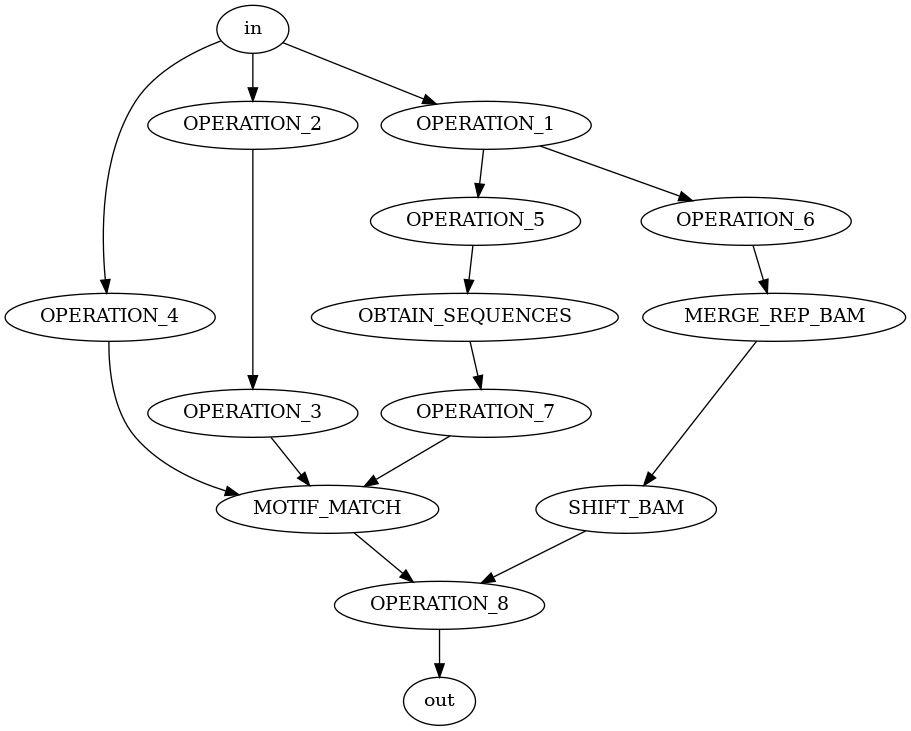 in
OPERATION_2
OPERATION_1
OPERATION_5
OPERATION_6
OPERATION_4
OBTAIN_SEQUENCES
MERGE_REP_BAM
OPERATION_3
OPERATION_7
MOTIF_MATCH
SHIFT_BAM
OPERATION_8
out